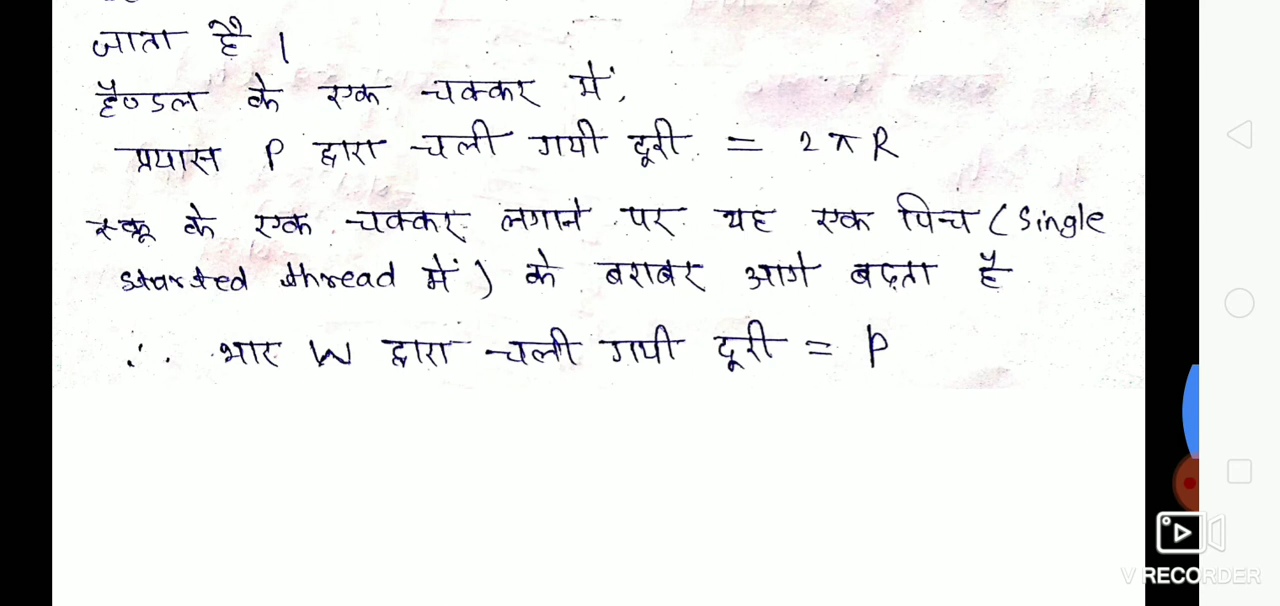 जाता है ।
हैण्डल के एक चक्कर में,
प्रयास P द्वारा चली गयी दूरी = 2πR
स्क्रू के एक चक्कर लगाने पर यह एक पिच (Single
started thread में) के बराबर आगे बढ़ता है
∴ भार W द्वारा चली गयी दूरी = p
V RECORDER